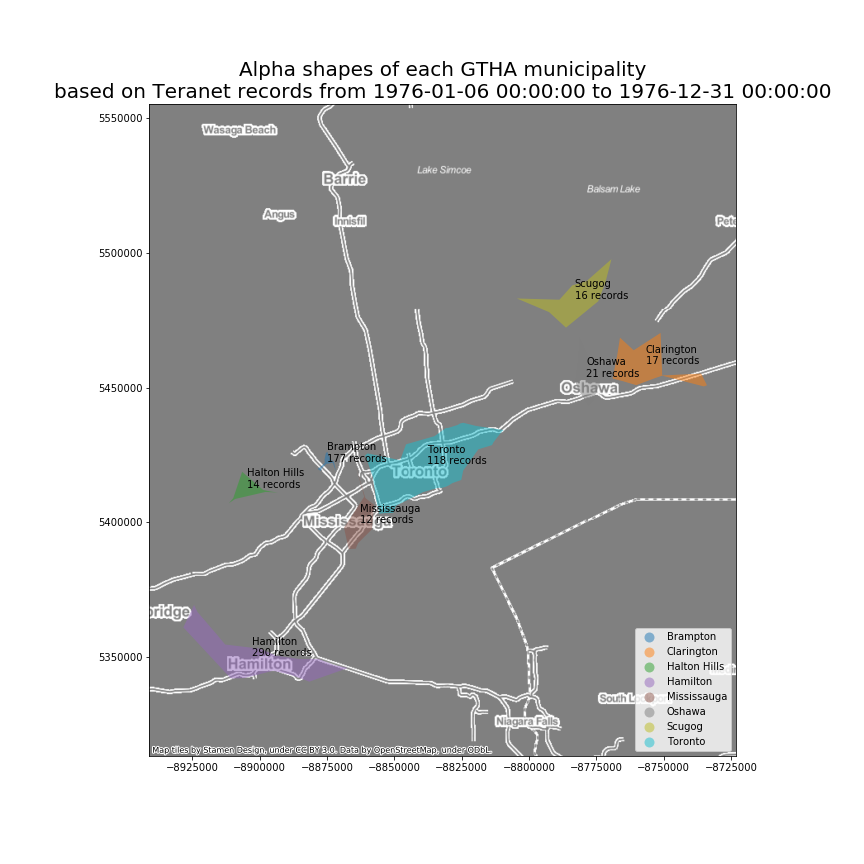 Alpha shapes of each GTHA municipality
based on Teranet records from 1976-01-06 00:00:00 to 1976-12-31 00:00:00
5550000
Wasaga Beach
Lake Simcoe
Barrie
Balsam Lake
Angus
Innisfil
Pete
5500000
Scugog
16 records
Clarington
17 records
Oshawa
21 records
5450000
Oshawa
Brampton
177 records
Toronto
118 records
Toronto
Halton Hills
14 records
Mississauga
12 records
5400000
Mississauga
bridge
Hamilton
290 records
5350000
Hamilton
Niagara Falls
South Lo
Brampton
Clarington
Halton Hills
Hamilton
Mississauga
Oshawa
Scugog
Toronto
Map tiles by Stamen Design, under CC BY 3.0. Data by OpenStreetMap, under ODbL.
−8925000 −8900000 −8875000 −8850000 −8825000 −8800000 −8775000 −8750000 −8725000